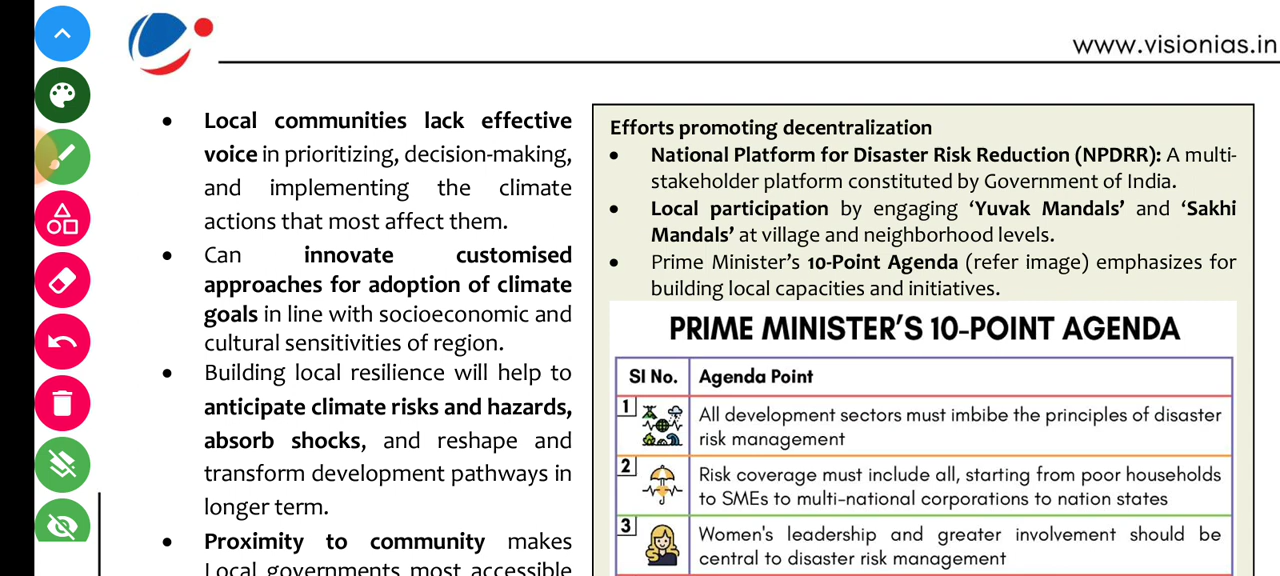 www.visionias.in
• Local communities lack effective
voice in prioritizing, decision-making,
and implementing the climate
actions that most affect them.
• Can innovate customised
approaches for adoption of climate
goals in line with socioeconomic and
cultural sensitivities of region.
• Building local resilience will help to
anticipate climate risks and hazards,
absorb shocks, and reshape and
transform development pathways in
longer term.
• Proximity to community makes
Local governments most accessible
Efforts promoting decentralization
• National Platform for Disaster Risk Reduction (NPDRR): A multi-
stakeholder platform constituted by Government of India.
• Local participation by engaging ‘Yuvak Mandals’ and ‘Sakhi
Mandals’ at village and neighborhood levels.
• Prime Minister’s 10-Point Agenda (refer image) emphasizes for
building local capacities and initiatives.
PRIME MINISTER’S 10-POINT AGENDA
SI No. Agenda Point
1 All development sectors must imbibe the principles of disaster
risk management
2 Risk coverage must include all, starting from poor households
to SMEs to multi-national corporations to nation states
3 Women's leadership and greater involvement should be
central to disaster risk management